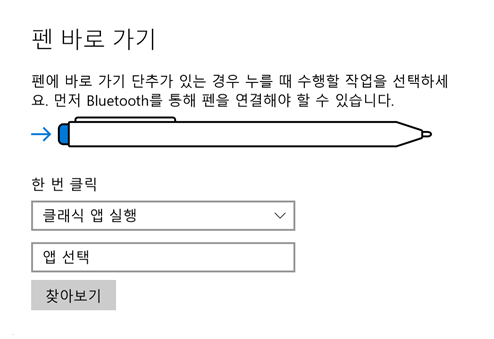 펜 바로 가기
펜에 바로 가기 단추가 있는 경우 누를 때 수행할 작업을 선택하세
요. 먼저 Bluetooth를 통해 펜을 연결해야 할 수 있습니다.
한 번 클릭
클래식 앱 실행
앱 선택
찾아보기